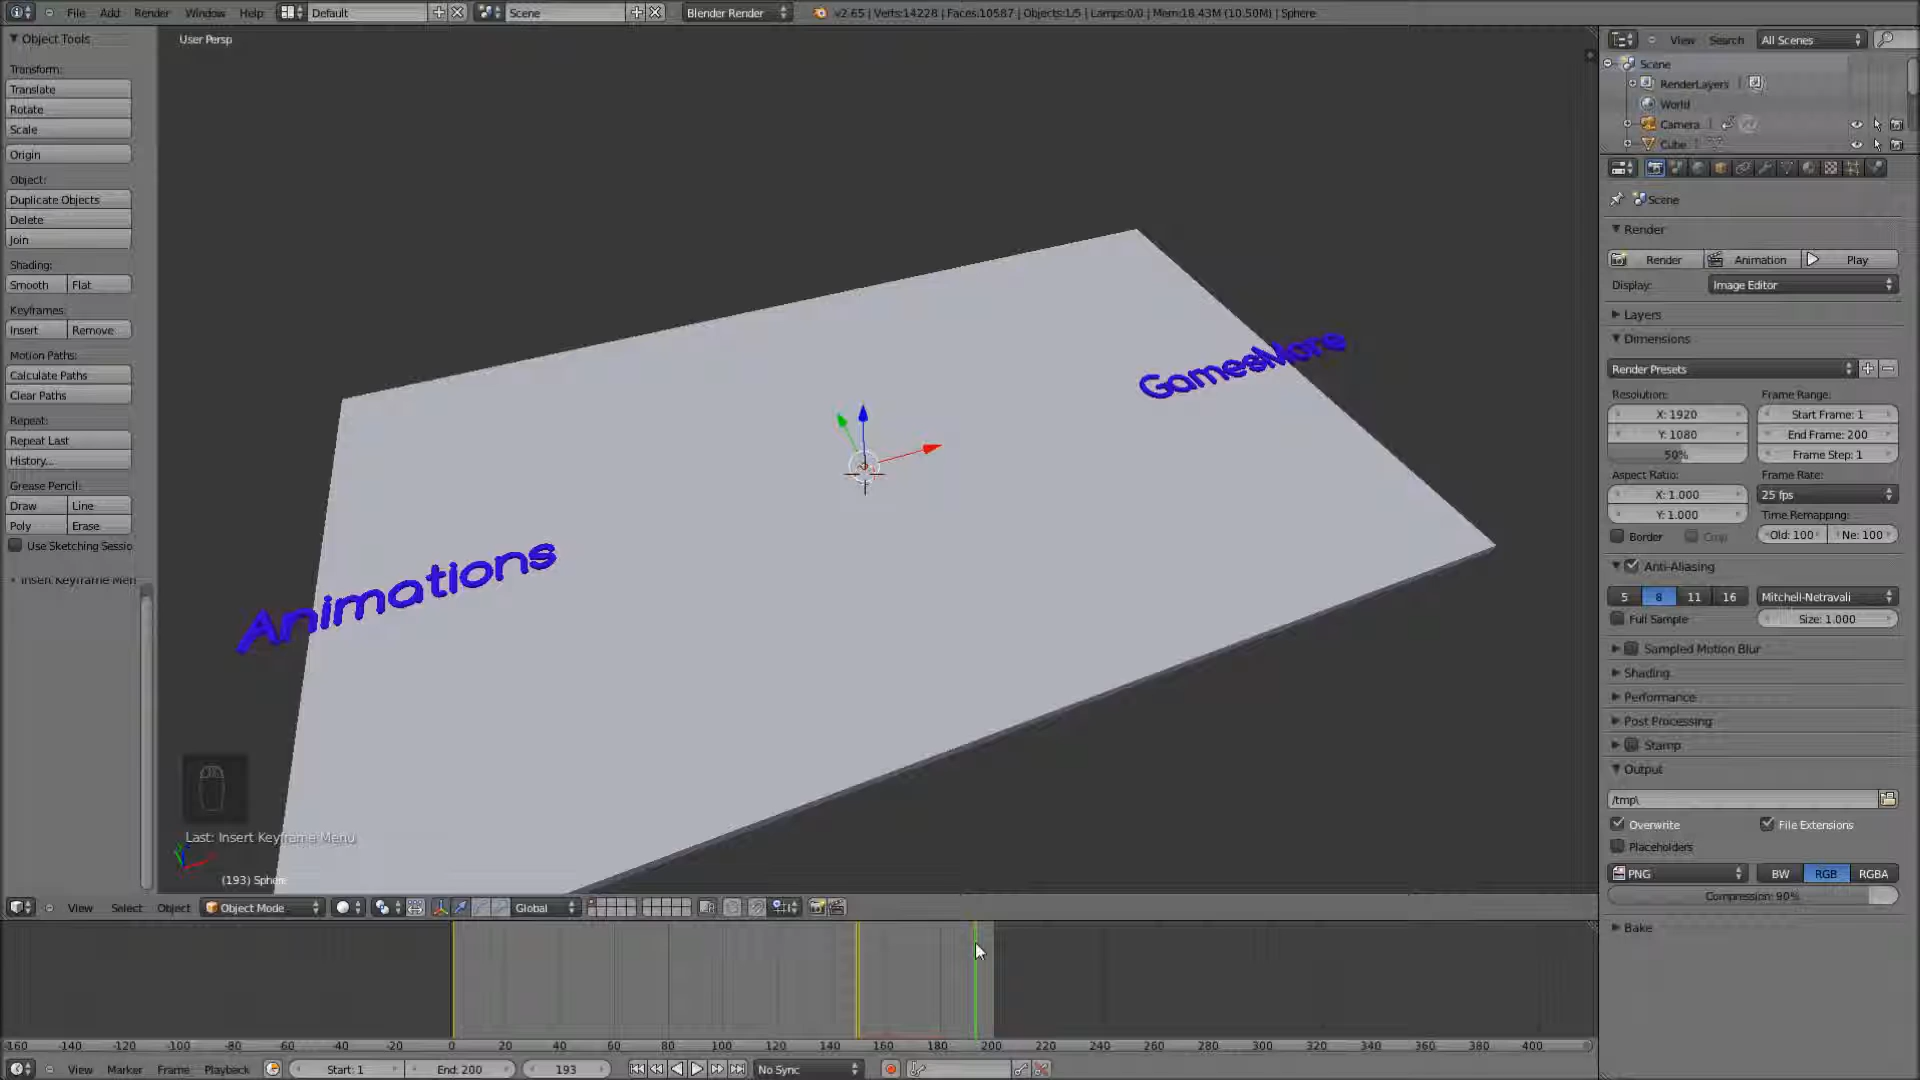 File Add Render Window Help Default Scene Blender Render v2.65 | Verts:14228 | Faces:10587 | Objects:1/5 | Lamps:0/0 | Mem:18.43M (10.50M) | Sphere
Object Tools
Transform:
Translate
Rotate
Scale
Origin
Object:
Duplicate Objects
Delete
Join
Shading:
Smooth Flat
Keyframes:
Insert Remove
Motion Paths:
Calculate Paths
Clear Paths
Repeat:
Repeat Last
History...
Grease Pencil:
Draw Line
Poly Erase
Use Sketching Sessio
Insert Keyframe Men
User Persp
GamesMore
Animations
Last: Insert Keyframe Menu
(193) Sphere
View Select Object Object Mode Global
-160 -140 -120 -100 -80 -60 -40 -20 0 20 40 60 80 100 120 140 160 180 200 220 240 260 280 300 320 340 360 380 400
View Marker Frame Playback Start: 1 End: 200 193 No Sync
View Search All Scenes
Scene
RenderLayers
World
Camera
Cube
Scene
Render
Render Animation Play
Display: Image Editor
Layers
Dimensions
Render Presets
Resolution: Frame Range:
X: 1920 Start Frame: 1
Y: 1080 End Frame: 200
50% Frame Step: 1
Aspect Ratio: Frame Rate:
X: 1.000 25 fps
Y: 1.000 Time Remapping:
Border Crop Old: 100 Ne: 100
Anti-Aliasing
5 8 11 16 Mitchell-Netravali
Full Sample Size: 1.000
Sampled Motion Blur
Shading
Performance
Post Processing
Stamp
Output
/tmp\
Overwrite File Extensions
Placeholders
PNG BW RGB RGBA
Compression: 90%
Bake